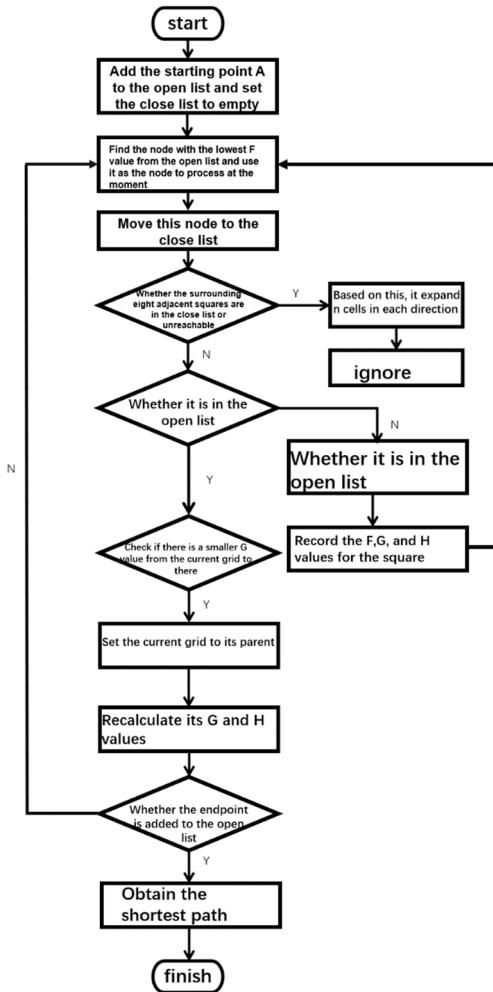 start
Add the starting point A
to the open list and set
the close list to empty
Find the node with the lowest F
value from the open list and use
it as the node to process at the
moment
Move this node to the
close list
Whether the surrounding
eight adjacent squares are
in the close list or
unreachable
Y
Based on this, it expand
n cells in each direction
ignore
N
Whether it is in the
open list
N
Whether it is in the
open list
Record the F,G, and H
values for the square
Y
Check if there is a smaller G
value from the current grid to
there
Y
Set the current grid to its parent
Recalculate its G and H
values
Whether the endpoint
is added to the open
list
N
Y
Obtain the
shortest path
finish